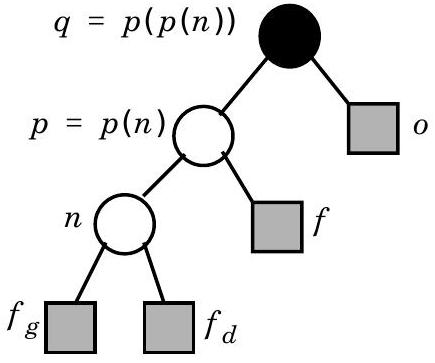 q = p(p(n))
p = p(n)
o
n
f
f_g
f_d